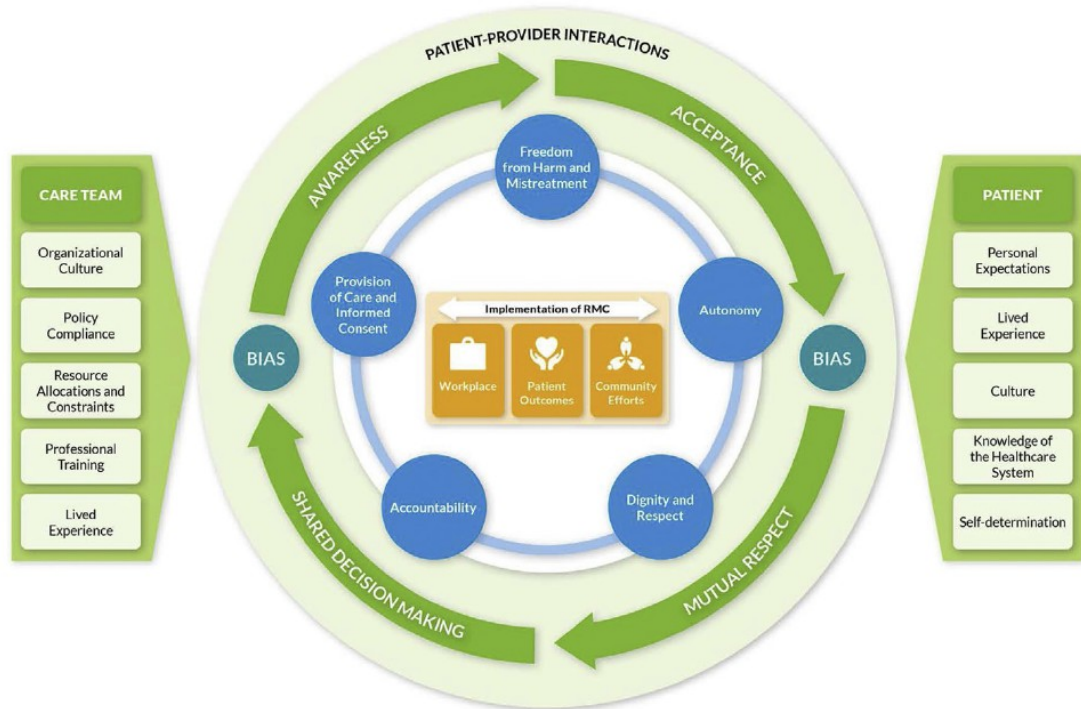 PATIENT-PROVIDER INTERACTIONS
AWARENESS
ACCEPTANCE
MUTUAL RESPECT
SHARED DECISION MAKING
BIAS
BIAS
CARE TEAM
Organizational
Culture
Policy
Compliance
Resource
Allocations and
Constraints
Professional
Training
Lived
Experience
Freedom
from Harm and
Mistreatment
Autonomy
Dignity and
Respect
Accountability
Provision
of Care and
Informed
Consent
Implementation of RMC
Workplace
Patient
Outcomes
Community
Efforts
PATIENT
Personal
Expectations
Lived
Experience
Culture
Knowledge of
the Healthcare
System
Self-determination